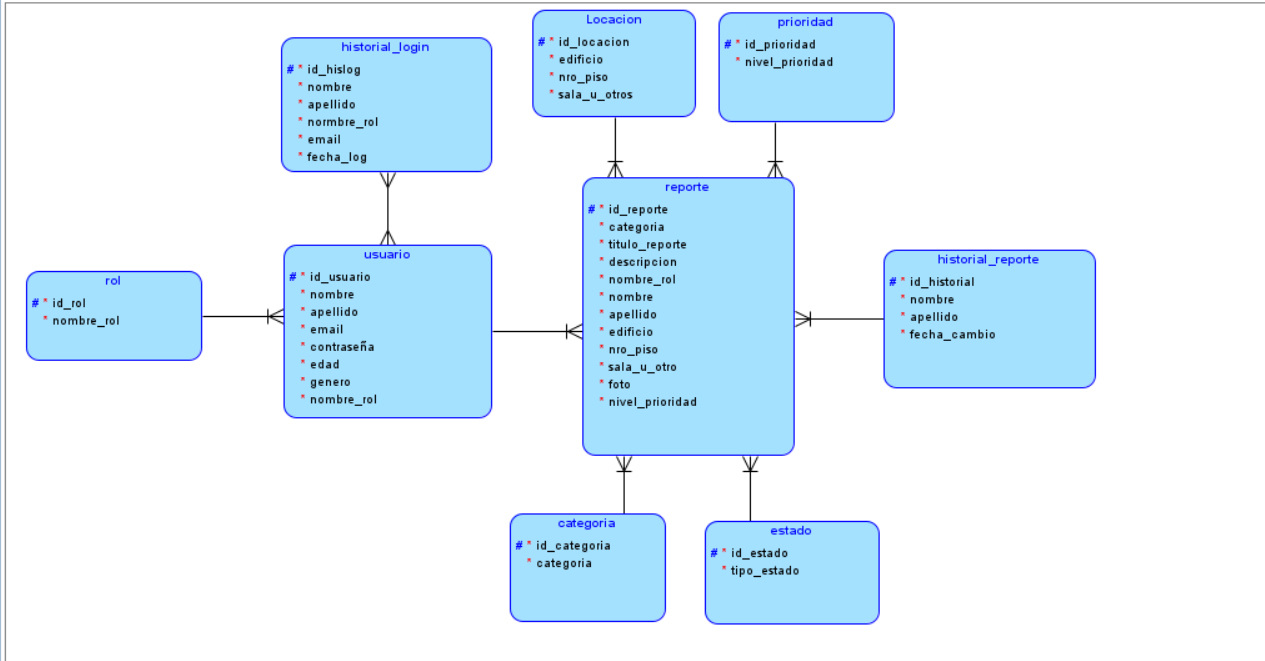 historial_login
# * id_hislog
* nombre
* apellido
* normbre_rol
* email
* fecha_log
Locacion
# * id_locacion
* edificio
* nro_piso
* sala_u_otros
prioridad
# * id_prioridad
* nivel_prioridad
rol
# * id_rol
* nombre_rol
usuario
# * id_usuario
* nombre
* apellido
* email
* contraseña
* edad
* genero
* nombre_rol
reporte
# * id_reporte
* categoria
* titulo_reporte
* descripcion
* nombre_rol
* nombre
* apellido
* edificio
* nro_piso
* sala_u_otro
* foto
* nivel_prioridad
historial_reporte
# * id_historial
* nombre
* apellido
* fecha_cambio
categoria
# * id_categoria
* categoria
estado
# * id_estado
* tipo_estado